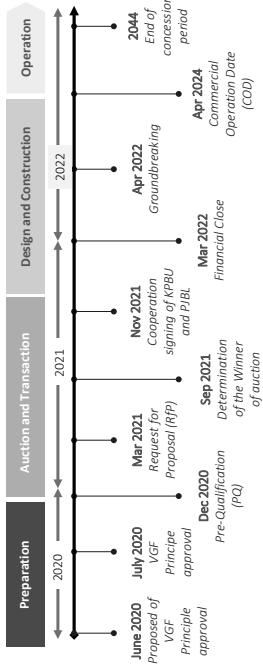 Preparation
Auction and Transaction
Design and Construction
Operation
2020
2021
2022
June 2020
Proposed of
VGF
Principle
approval
July 2020
VGF
Principe
approval
Dec 2020
Pre-Qualification
(PQ)
Mar 2021
Request for
Proposal (RfP)
Sep 2021
Determination
of the Winner
of auction
Nov 2021
Cooperation
signing of KPBU
and PJBL
Mar 2022
Financial Close
Apr 2022
Groundbreaking
Apr 2024
Commercial
Operation Date
(COD)
2044
End of
concession
period